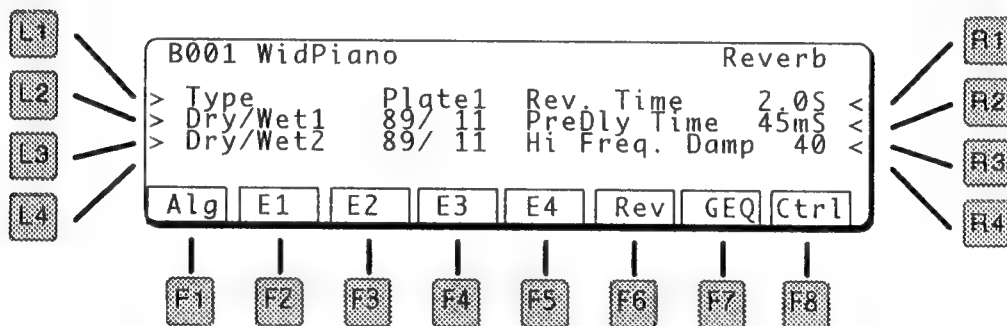 L1
L2
L3
L4
B001 WidPiano Reverb
> Type Plate1 Rev. Time 2.0S <
> Dry/Wet1 89/ 11 PreDly Time 45mS <
> Dry/Wet2 89/ 11 Hi Freq. Damp 40 <
Alg E1 E2 E3 E4 Rev GEQ Ctrl
F1 F2 F3 F4 F5 F6 F7 F8
R1
R2
R3
R4